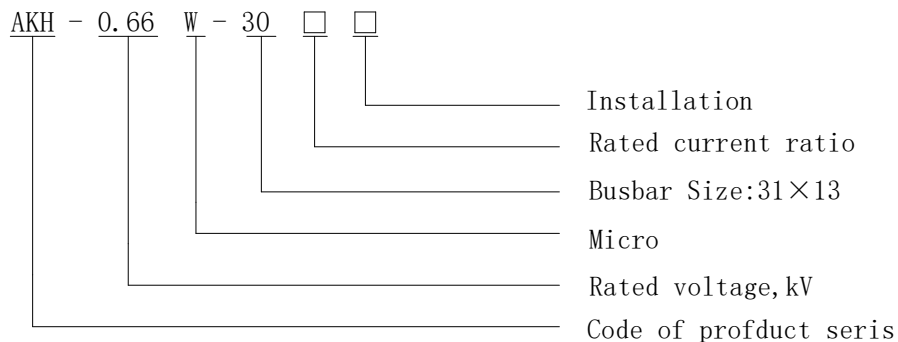 AKH - 0.66 W - 30 □ □
Installation
Rated current ratio
Busbar Size:31×13
Micro
Rated voltage,kV
Code of profduct seris